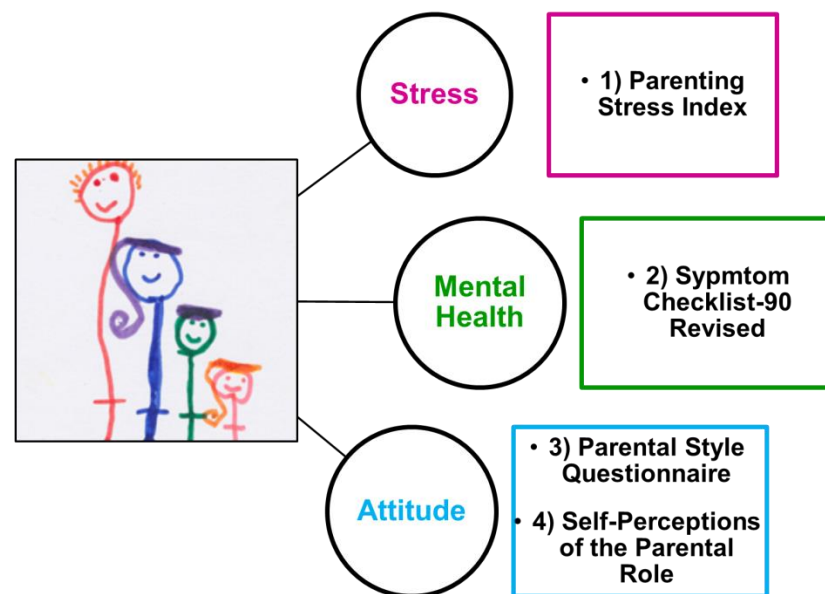 Stress
• 1) Parenting
Stress Index
Mental
Health
• 2) Sypmtom
Checklist-90
Revised
Attitude
• 3) Parental Style
Questionnaire
• 4) Self-Perceptions
of the Parental
Role